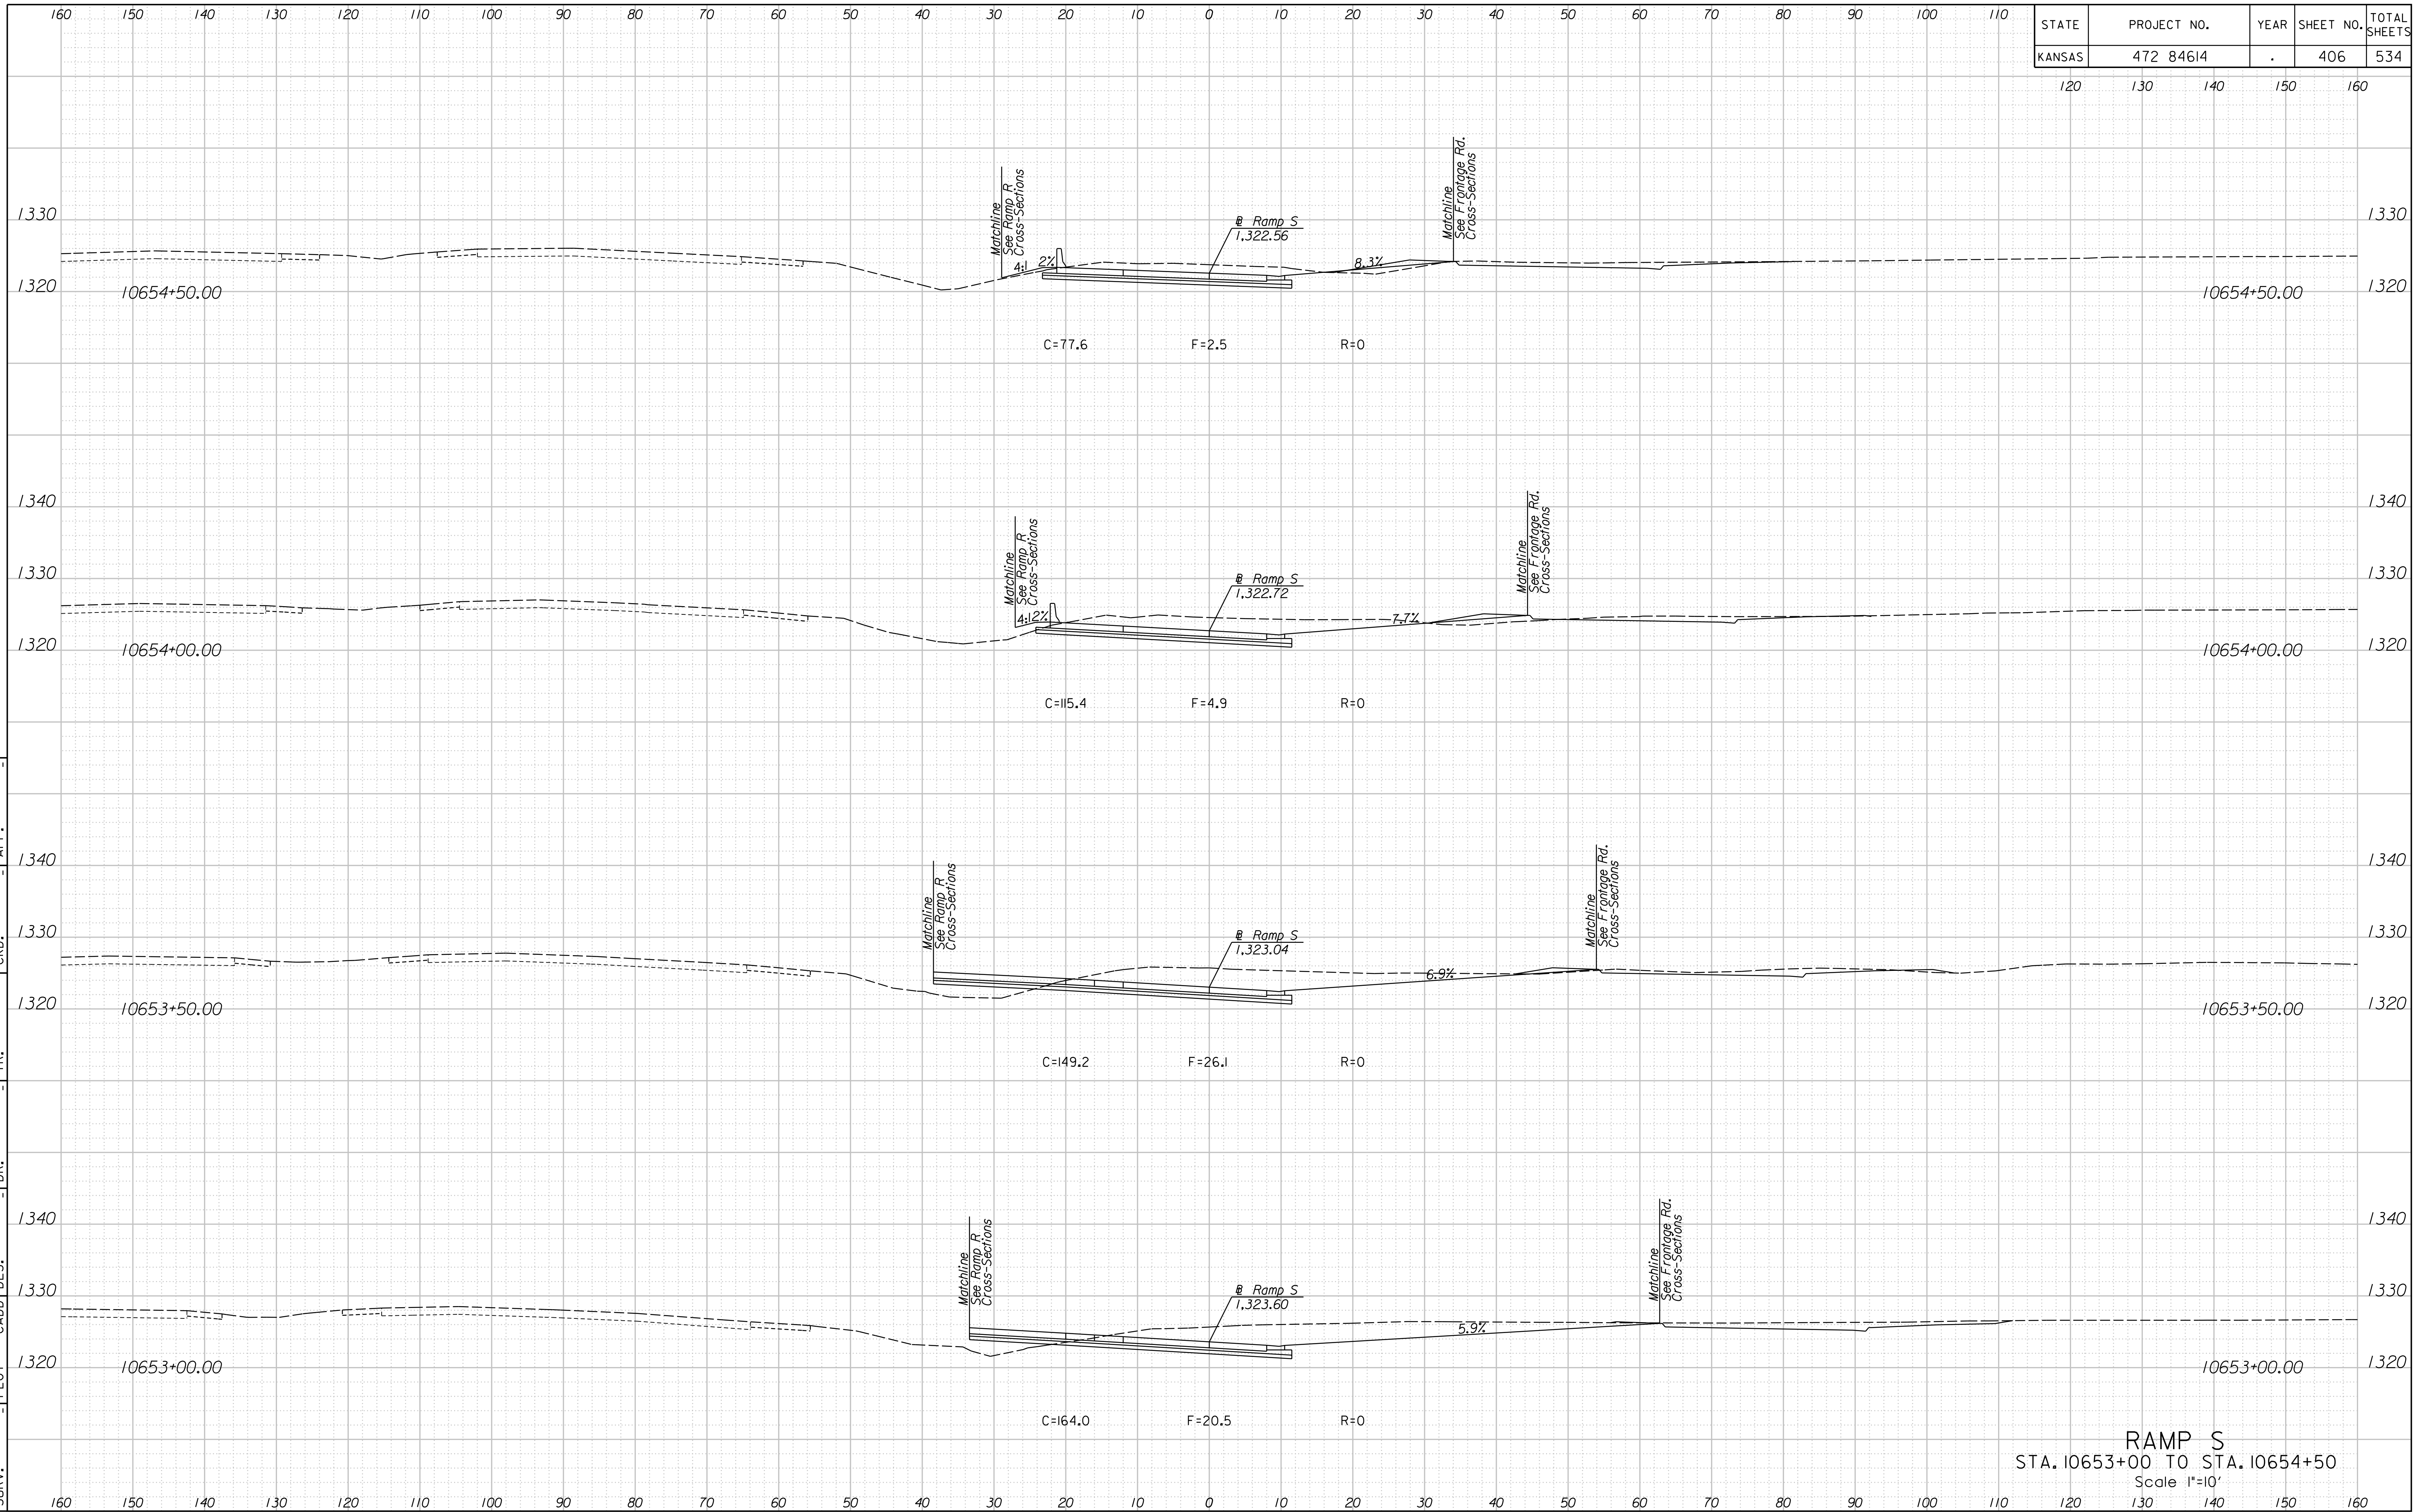 160 150 140 130 120 110 100 90 80 70 60 50 40 30 20 10 0 10 20 30 40 50 60 70 80 90 100 110
STATE PROJECT NO. YEAR SHEET NO. TOTAL SHEETS
KANSAS 472 84614 . 406 534
120 130 140 150 160
Matchline
See Ramp R
Cross-Sections
Matchline
See Frontage Rd.
Cross-Sections
1330 1330
Ramp S
1,322.56
4:1 2% 8.3%
1320 1320
10654+50.00 10654+50.00
C=77.6 F=2.5 R=0
1340 1340
Matchline
See Ramp R
Cross-Sections
Matchline
See Frontage Rd.
Cross-Sections
1330 1330
Ramp S
1,322.72
4:1 2% 7.7%
1320 1320
10654+00.00 10654+00.00
C=115.4 F=4.9 R=0
1340 1340
Matchline
See Ramp R
Cross-Sections
Matchline
See Frontage Rd.
Cross-Sections
1330 1330
Ramp S
1,323.04
6.9%
1320 1320
10653+50.00 10653+50.00
C=149.2 F=26.1 R=0
1340 1340
Matchline
See Ramp R
Cross-Sections
Matchline
See Frontage Rd.
Cross-Sections
1330 1330
Ramp S
1,323.60
5.9%
1320 1320
10653+00.00 10653+00.00
C=164.0 F=20.5 R=0
RAMP S
STA. 10653+00 TO STA. 10654+50
Scale 1"=10'
160 150 140 130 120 110 100 90 80 70 60 50 40 30 20 10 0 10 20 30 40 50 60 70 80 90 100 110 120 130 140 150 160